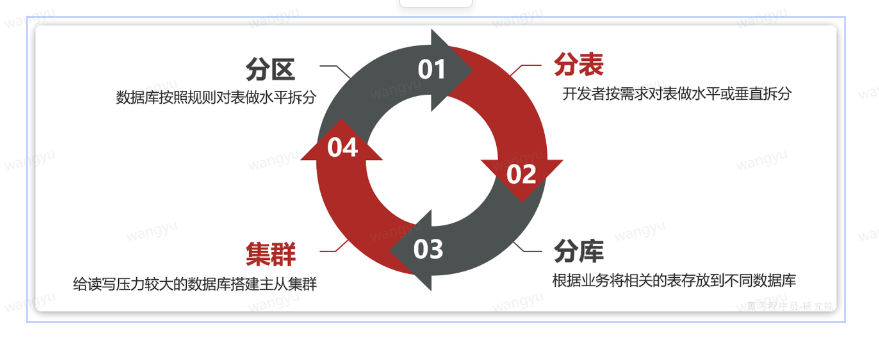 分区
数据库按照规则对表做水平拆分
01
分表
开发者按需求对表做水平或垂直拆分
04
02
集群
给读写压力较大的数据库搭建主从集群
03
分库
根据业务将相关的表存放到不同数据库
wangyu
wangyu
wangyu
wangyu
wangyu
wangyu
wangyu
wangyu
wangyu
wangyu
wangyu